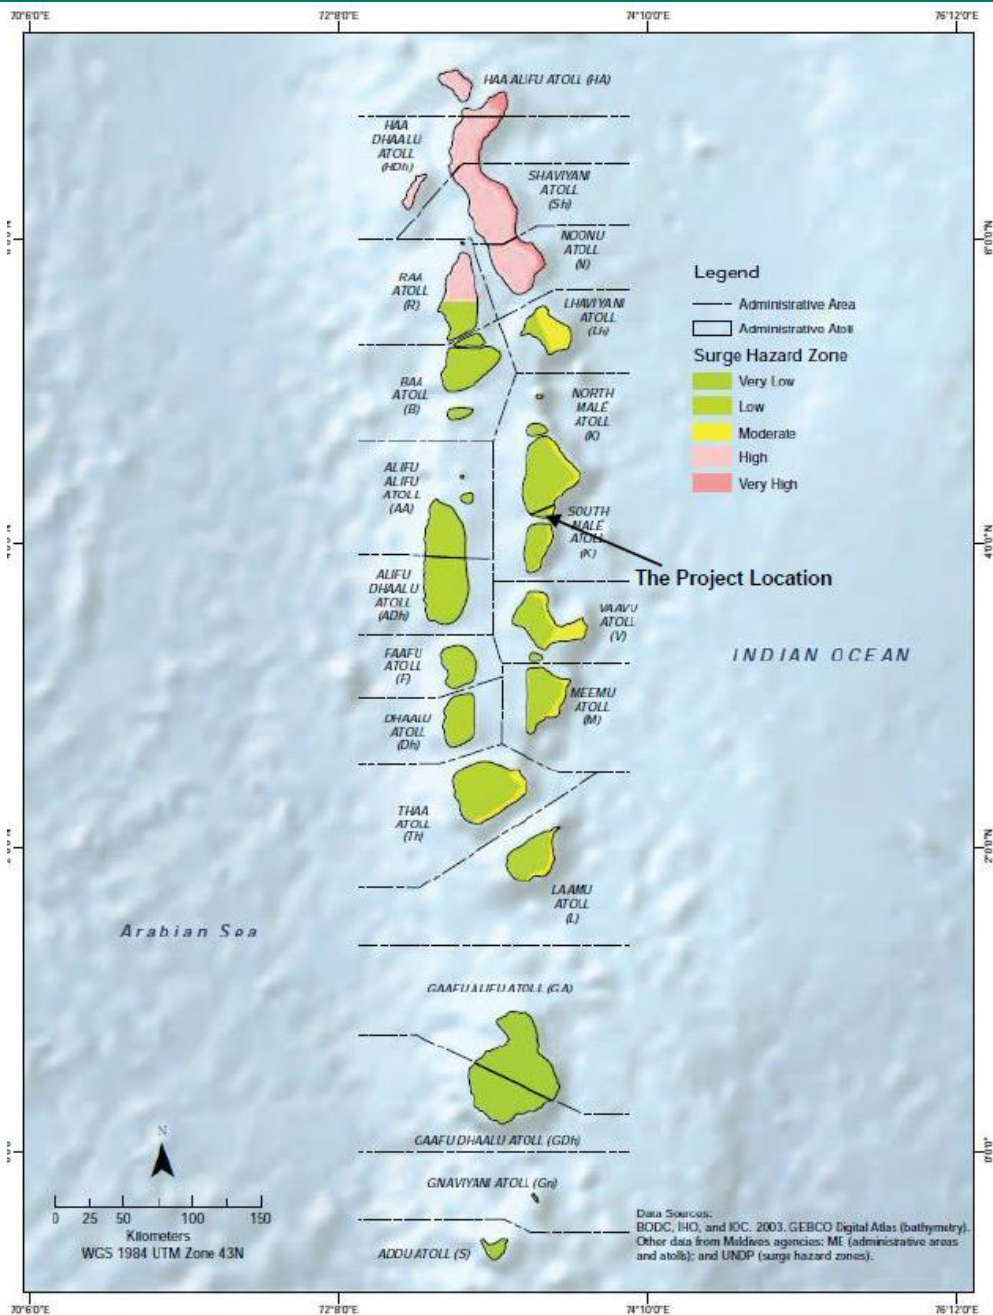 70°6'0"E
72°8'0"E
74°10'0"E
76°12'0"E
HAA ALIFU ATOLL (HA)
HAA
DHAALU
ATOLL
(HDh)
SHAVIYANI
ATOLL
(Sh)
NOONU
ATOLL
(N)
6°0'0"N
RAA
ATOLL
(R)
LHAVIYANI
ATOLL
(Lh)
Legend
Administrative Area
Administrative Atoll
Surge Hazard Zone
Very Low
Low
Moderate
High
Very High
BAA
ATOLL
(B)
NORTH
MALÉ
ATOLL
(K)
ALIFU
ALIFU
ATOLL
(AA)
SOUTH
MALÉ
ATOLL
(K)
4°0'0"N
4°0'0"N
The Project Location
ALIFU
DHAALU
ATOLL
(ADh)
VAAVU
ATOLL
(V)
INDIAN OCEAN
FAAFU
ATOLL
(F)
MEEMU
ATOLL
(M)
DHAALU
ATOLL
(Dh)
THAA
ATOLL
(Th)
2°0'0"N
2°0'0"N
LAAMU
ATOLL
(L)
Arabian Sea
GAAFU ALIFU ATOLL (GA)
GAAFU DHAALU ATOLL (GDh)
0°0'0"
GNAVIYANI ATOLL (Gn)
ADDU ATOLL (S)
N
0 25 50 100 150
Kilometers
WGS 1984 UTM Zone 43N
Data Sources:
BODC, IHO, and IOC. 2003. GEBCO Digital Atlas (bathymetry).
Other data from Maldives agencies: ME (administrative areas
and atolls); and UNDP (surge hazard zones).
70°6'0"E
72°8'0"E
74°10'0"E
76°12'0"E